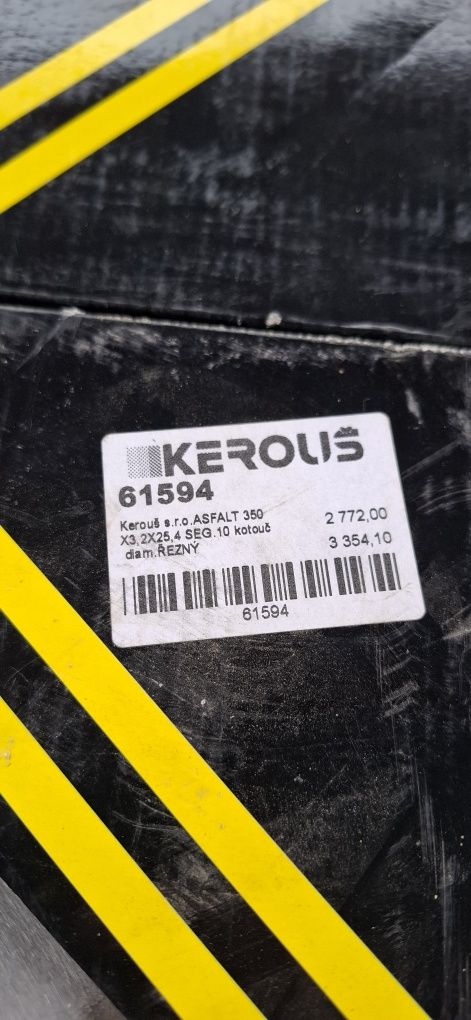 KEROUŠ
61594
Kerouš s.r.o.ASFALT 350
X3,2X25,4 SEG.10 kotouč
diam.ŘEZNÝ
2 772,00
3 354,10
61594